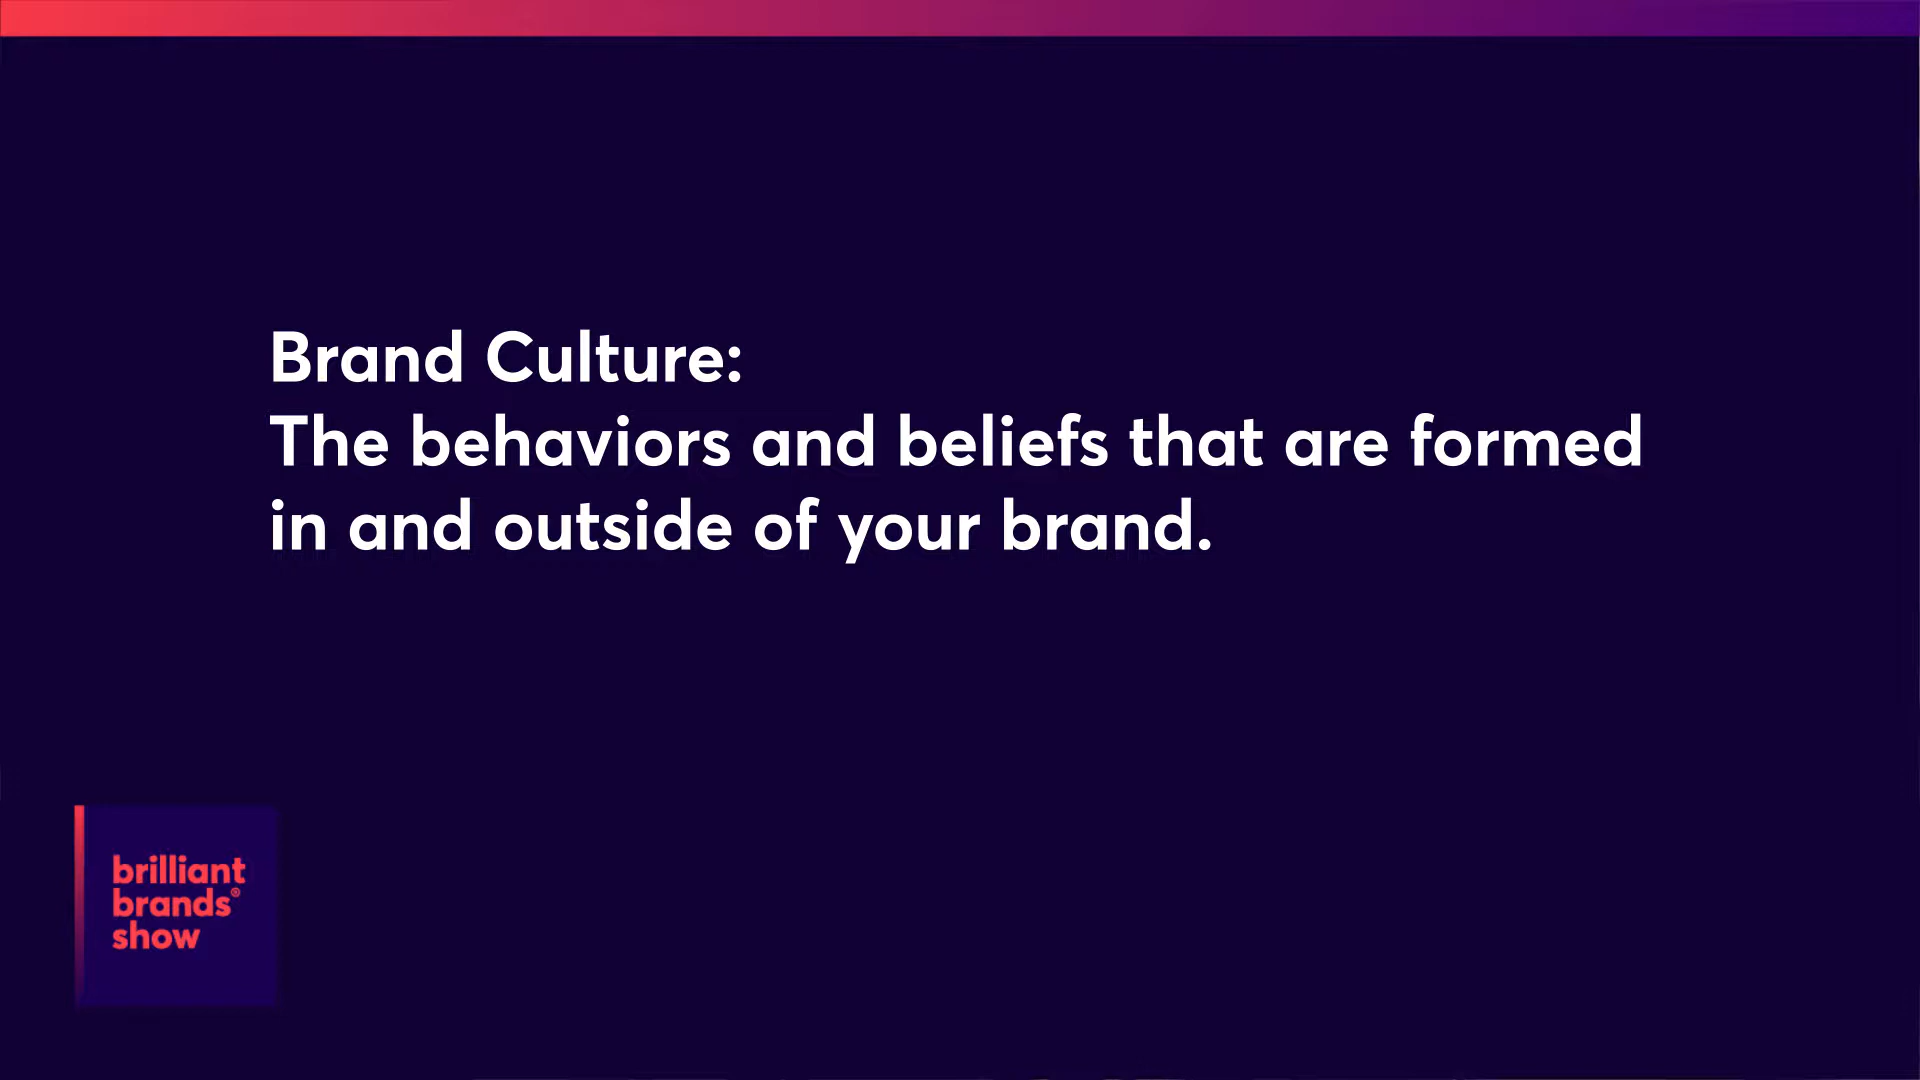 Brand Culture:
The behaviors and beliefs that are formed
in and outside of your brand.
brilliant
brands®
show